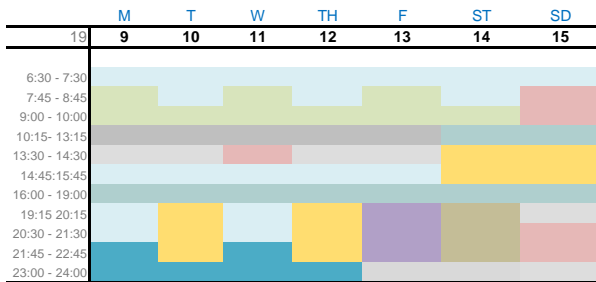 M T W TH F ST SD
19 9 10 11 12 13 14 15
6:30 - 7:30
7:45 - 8:45
9:00 - 10:00
10:15- 13:15
13:30 - 14:30
14:45:15:45
16:00 - 19:00
19:15 20:15
20:30 - 21:30
21:45 - 22:45
23:00 - 24:00